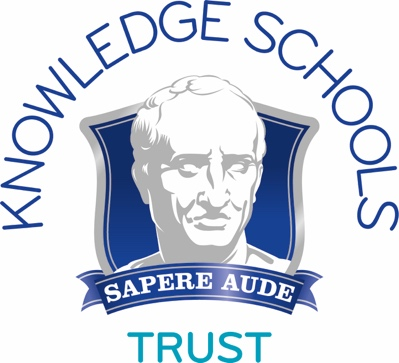 KNOWLEDGE SCHOOLS
SAPERE AUDE
TRUST